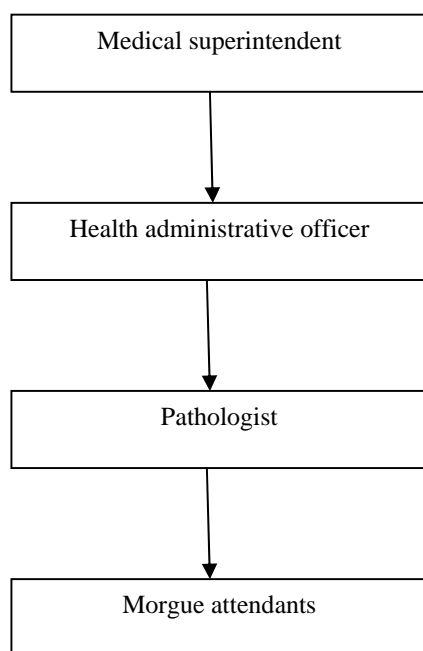 Medical superintendent
Health administrative officer
Pathologist
Morgue attendants